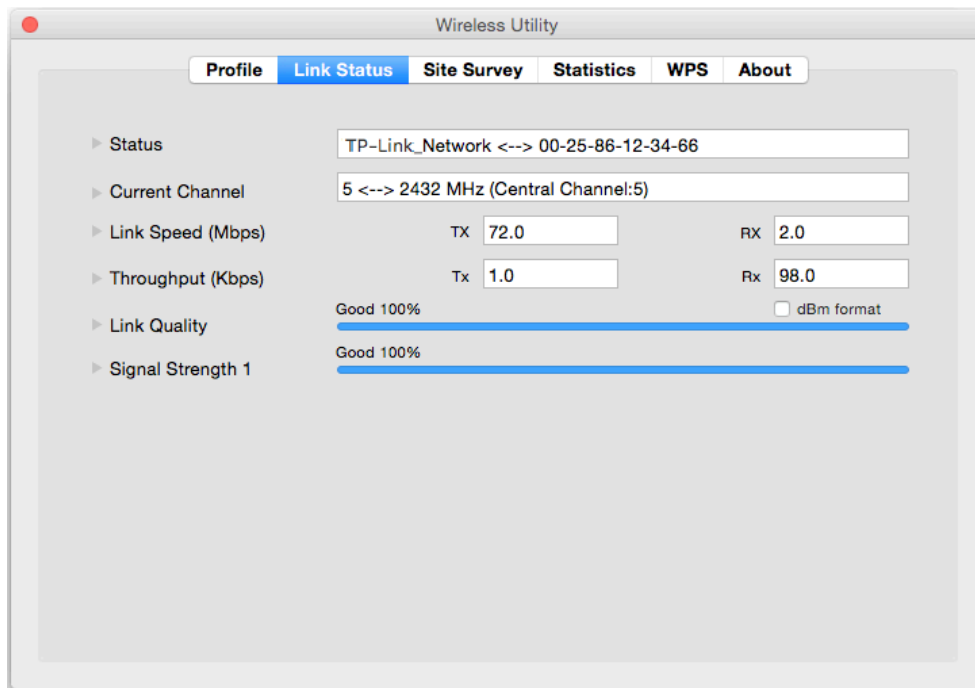 Wireless Utility
Profile Link Status Site Survey Statistics WPS About
Status TP-Link_Network <--> 00-25-86-12-34-66
Current Channel 5 <--> 2432 MHz (Central Channel:5)
Link Speed (Mbps) TX 72.0 RX 2.0
Throughput (Kbps) Tx 1.0 Rx 98.0
Good 100% dBm format
Link Quality
Good 100%
Signal Strength 1